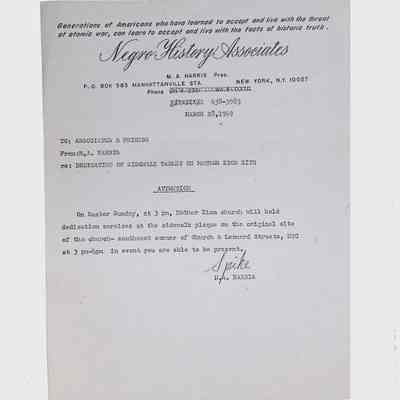 Generations of Americans who have learned to accept and live with the threat
of atomic war, can learn to accept and live with the facts of historic truth.
Negro History Associates
M. A. HARRIS Pres.
P. O. BOX 583 MANHATTANVILLE STA. NEW YORK, N.Y. 10027
Phone
438-3983
MARCH 28, 1969
TO: ASSOCIATES & FRIENDS
From: M.A. HARRIS
re: DEDICATION OF SIDEWALK TABLET ON MOTHER ZION SITE
ATTENTION
On Easter Sunday, at 3 pm, Mother Zion church will hold
dedication services at the sidewalk plaque on the original site
of the church- southwest corner of Church & Leonard Streets, NYC
at 3 pm-4pm in event you are able to be present.
Spike
M.A. HARRIS